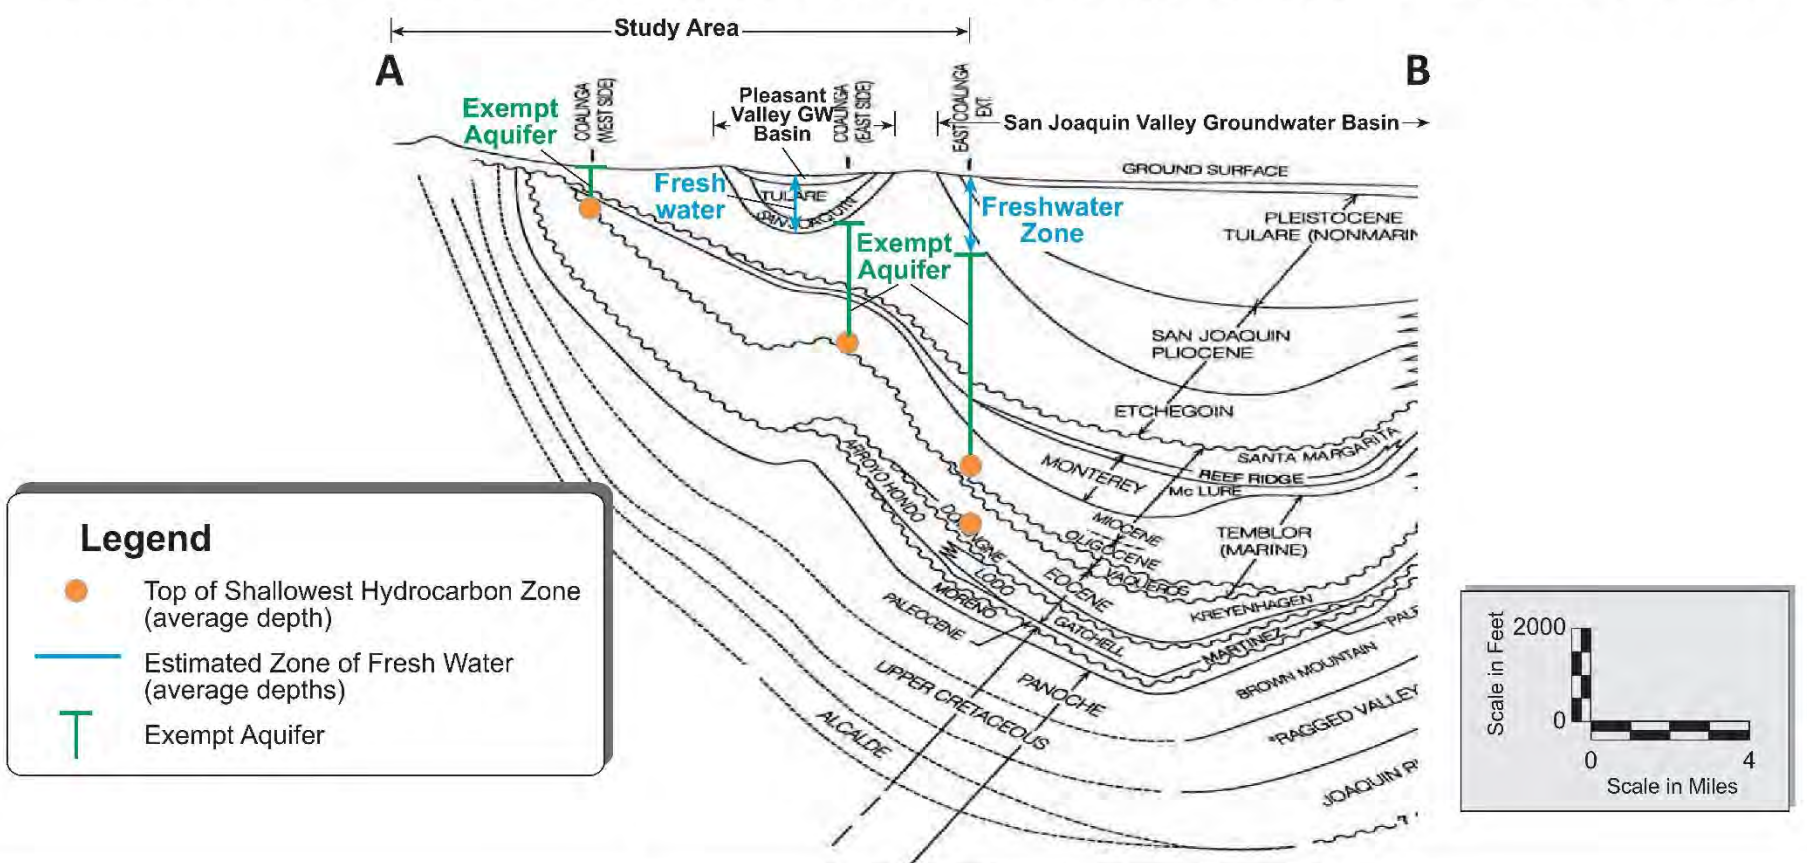 Study Area
A
B
COALINGA
(WEST SIDE)
Pleasant
Valley GW
Basin
COALINGA
(EAST SIDE)
EAST COALINGA
EXT.
San Joaquin Valley Groundwater Basin
Exempt
Aquifer
GROUND SURFACE
Fresh
water
TULARE
SAN JOAQUIN
Freshwater
Zone
PLEISTOCENE
TULARE (NONMARIN
Exempt
Aquifer
SAN JOAQUIN
PLIOCENE
ETCHEGOIN
SANTA MARGARITA
MONTEREY
REEF RIDGE
Mc LURE
ARROYO HONDO
MIOCENE
OLIGOCENE
TEMBLOR
(MARINE)
VAQUEROS
LODO
EOCENE
MORENO
KREYENHAGEN
PALEOCENE
GATCHELL
MARTINEZ
BROWN MOUNTAIN
UPPER CRETACEOUS
PANOCHE
*RAGGED VALLEY
ALCALDE
JOAQUIN R
Legend
Top of Shallowest Hydrocarbon Zone
(average depth)
Estimated Zone of Fresh Water
(average depths)
Exempt Aquifer
Scale in Feet
2000
0
0 4
Scale in Miles